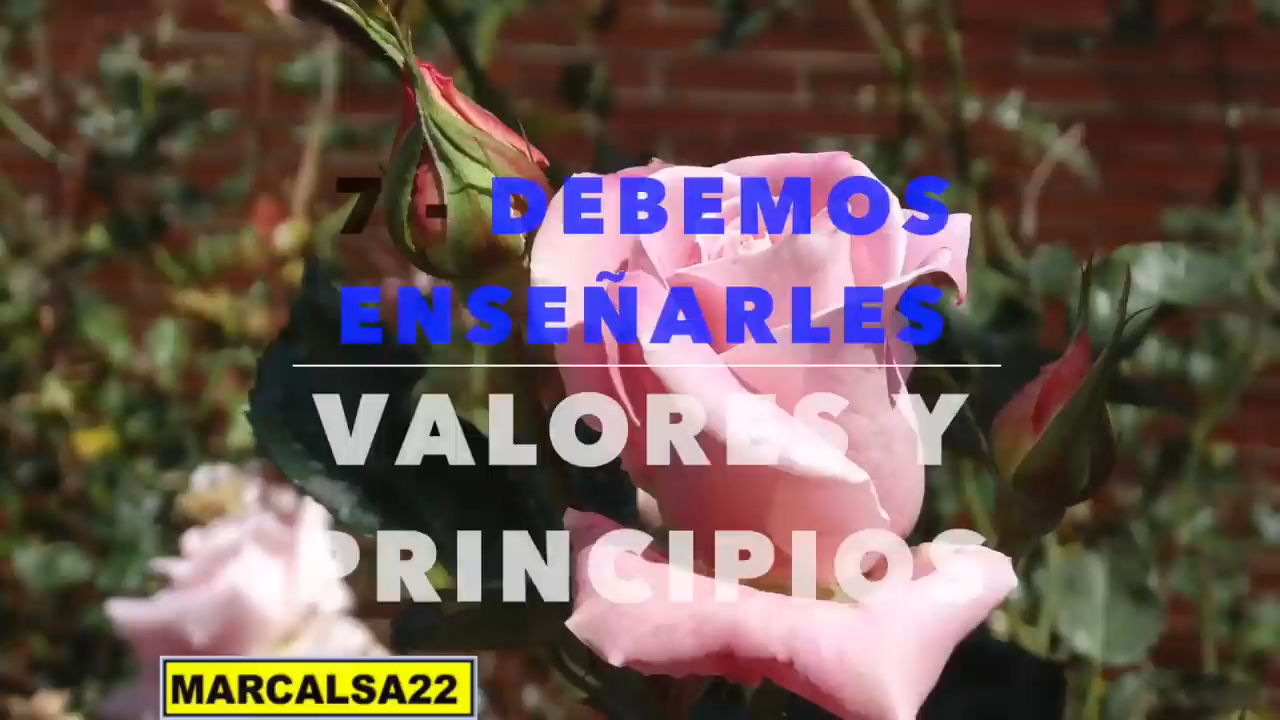 7.- DEBEMOS
ENSEÑARLES
VALORES Y
PRINCIPIOS
MARCALSA22